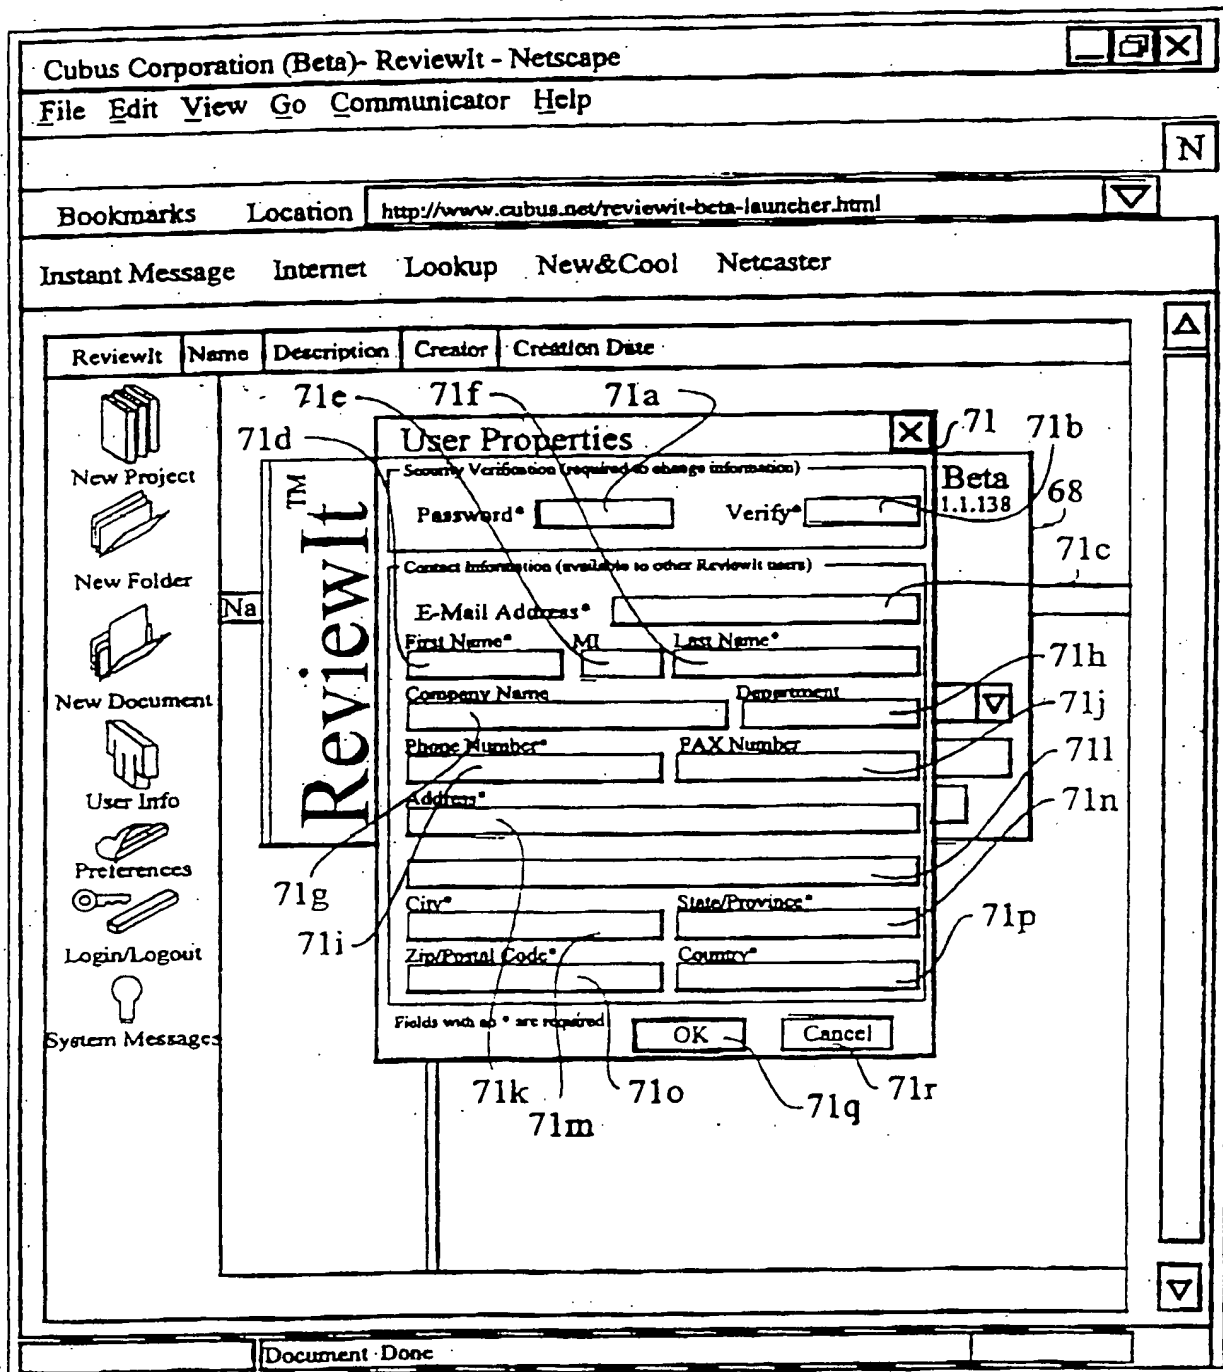 Cubus Corporation (Beta)- ReviewIt - Netscape
File Edit View Go Communicator Help
N
Bookmarks Location http://www.cubus.net/reviewit-beta-launcher.html
Instant Message Internet Lookup New&Cool Netcaster
ReviewIt Name Description Creator Creation Date
71e 71f 71a
71d User Properties 71 71b
Security Verification (required to change information)
New Project
ReviewIt™
Password* Verify*
Beta
1.1.138
68
71c
Contact Information (available to other ReviewIt users)
New Folder
Na
E-Mail Address*
First Name* MI Last Name*
71h
New Document
Company Name Department
71j
Phone Number* FAX Number
71l
User Info
Address*
71n
Preferences
71g
City* State/Province*
71i
71p
Login/Logout
Zip/Postal Code* Country*
Fields with an * are required
OK Cancel
System Messages
71k 71o 71r
71m 71q
Document Done